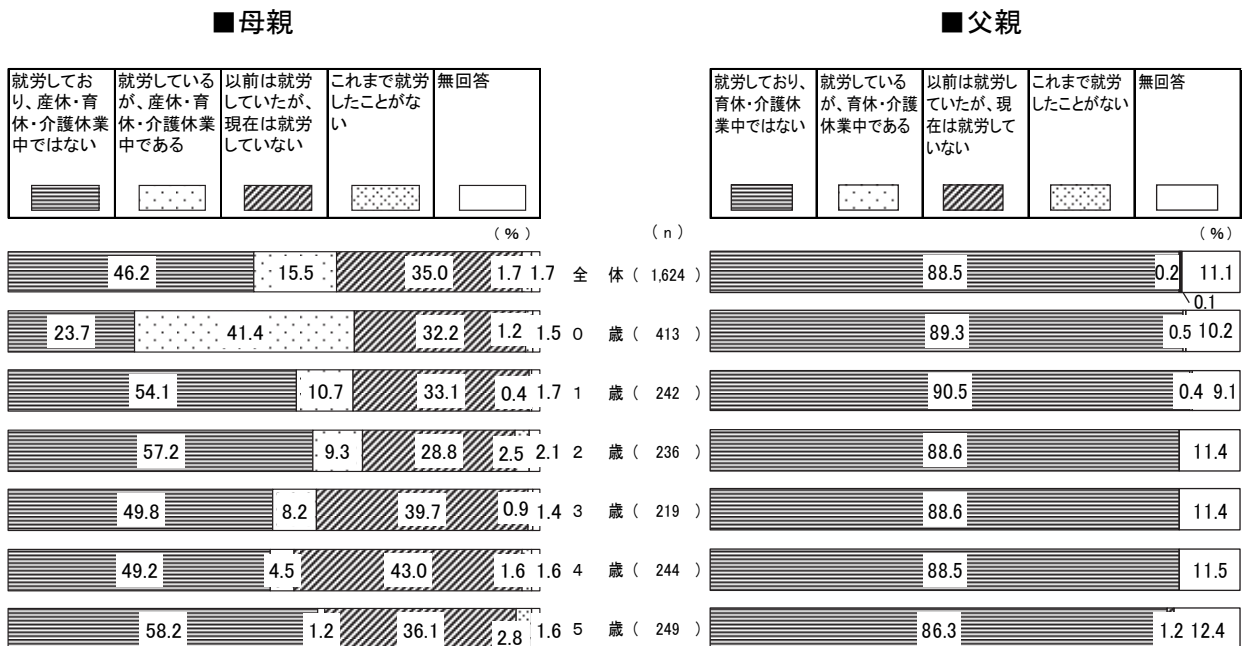 ■母親
■父親
就労してお
り、産休・育
休・介護休業
中ではない
就労している
が、産休・育
休・介護休業
中である
以前は就労
していたが、
現在は就労
していない
これまで就労
したことがな
い
無回答
就労しており、
育休・介護休
業中ではない
就労している
が、育休・介護
休業中である
以前は就労し
ていたが、現
在は就労して
いない
これまで就労
したことがない
無回答
(%)
(n)
(%)
46.2 15.5 35.0 1.7 1.7 全 体( 1,624 ) 88.5 0.2 11.1
0.1
23.7 41.4 32.2 1.2 1.5 0 歳( 413 ) 89.3 0.5 10.2
54.1 10.7 33.1 0.4 1.7 1 歳( 242 ) 90.5 0.4 9.1
57.2 9.3 28.8 2.5 2.1 2 歳( 236 ) 88.6 11.4
49.8 8.2 39.7 0.9 1.4 3 歳( 219 ) 88.6 11.4
49.2 4.5 43.0 1.6 1.6 4 歳( 244 ) 88.5 11.5
58.2 1.2 36.1 2.8 1.6 5 歳( 249 ) 86.3 1.2 12.4